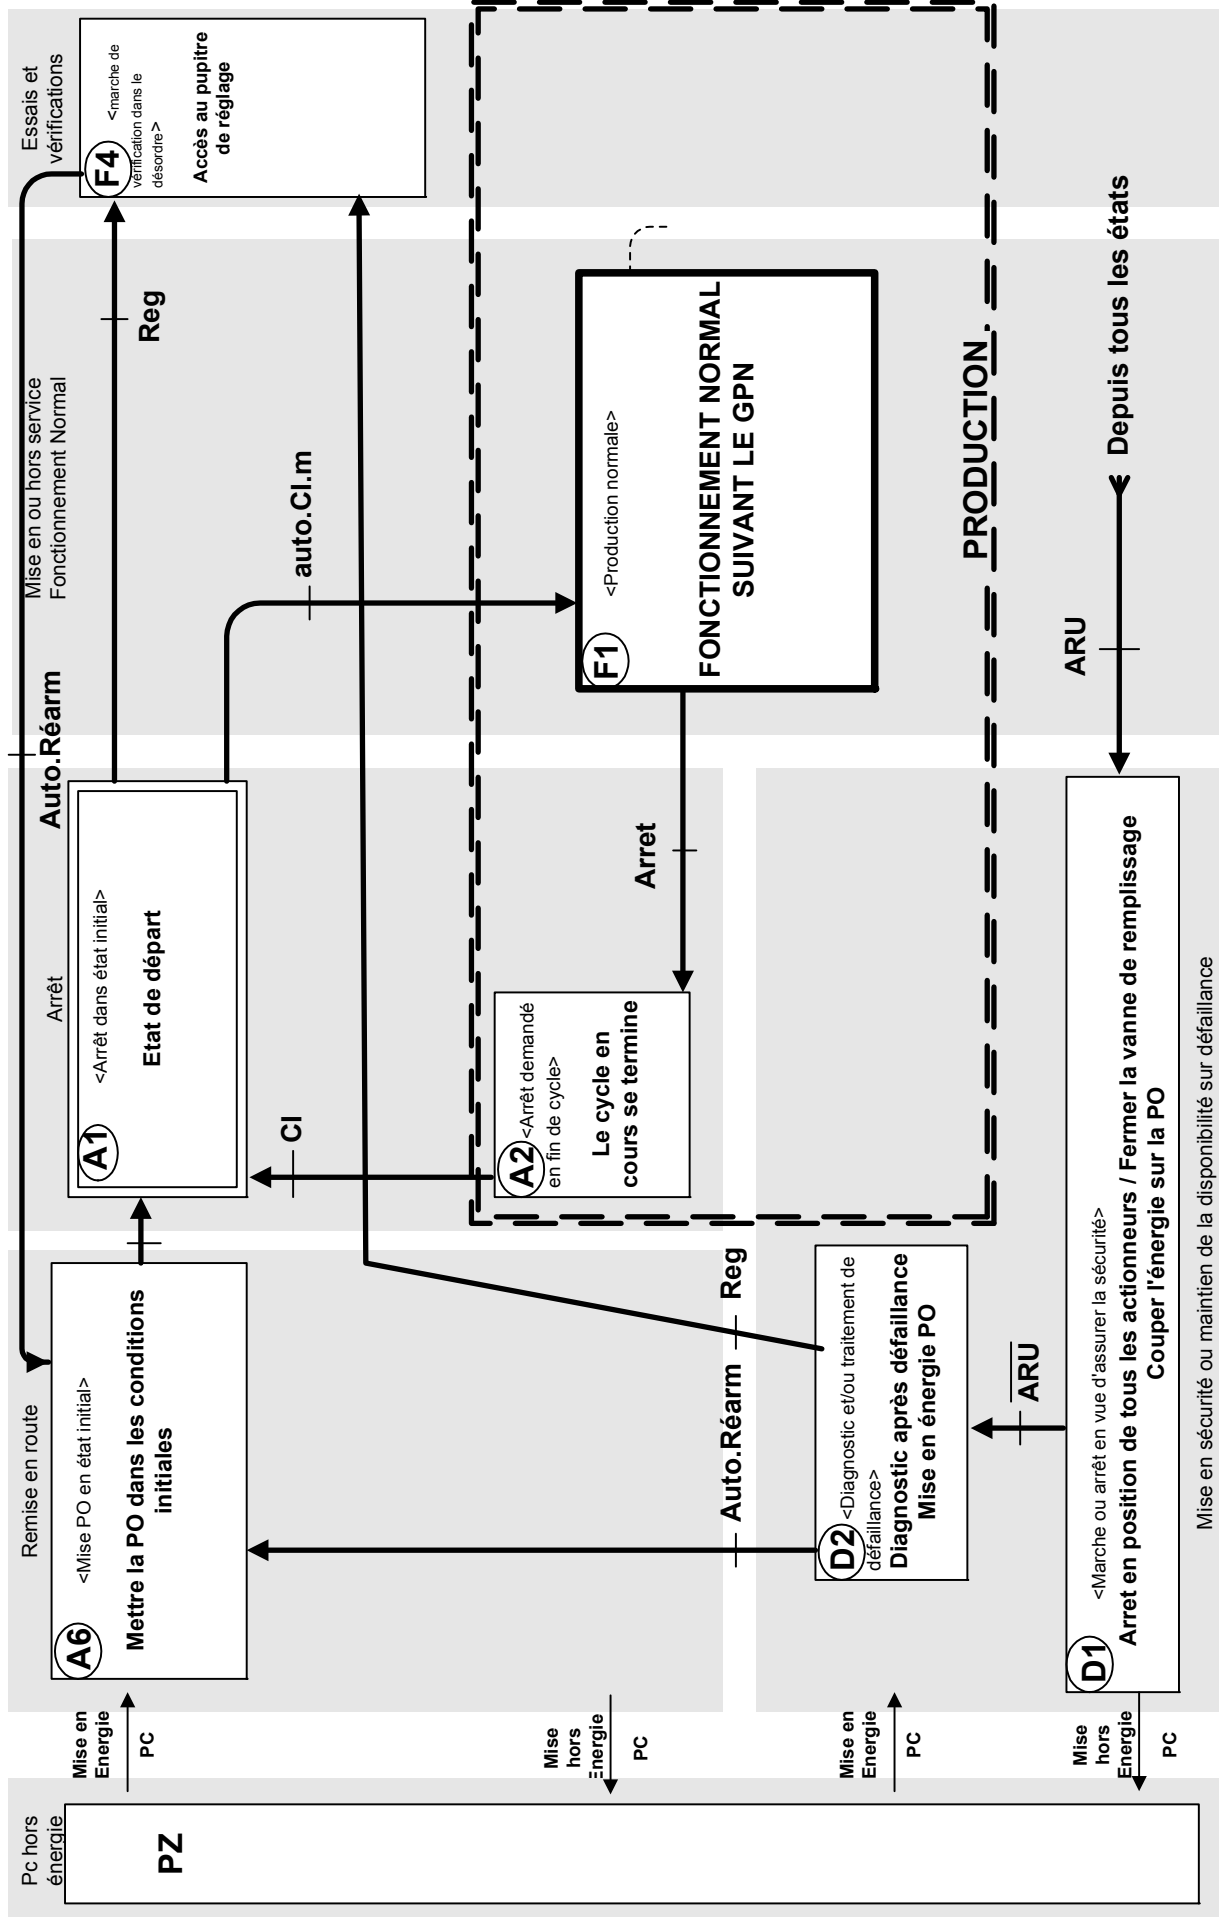 Pc hors
énergie
PZ
Mise en
Energie
PC
Mise
hors
Energie
PC
Mise en
Energie
PC
Mise
hors
Energie
PC
Remise en route
A6
<Mise PO en état initial>
Mettre la PO dans les conditions
initiales
Arrêt
A1
<Arrêt dans état initial>
Etat de départ
CI
A2 <Arrêt demandé
en fin de cycle>
Le cycle en
cours se termine
Arret
Auto.Réarm
Mise en ou hors service
Fonctionnement Normal
Reg
auto.CI.m
F1
<Production normale>
FONCTIONNEMENT NORMAL
SUIVANT LE GPN
PRODUCTION
Essais et
vérifications
F4 <marche de
vérification dans le
désordre>
Accès au pupitre
de réglage
Auto.Réarm
Reg
D2 <Diagnostic et/ou traitement de
défaillance>
Diagnostic après défaillance
Mise en énergie PO
ARU
D1
<Marche ou arrêt en vue d'assurer la sécurité>
Arret en position de tous les actionneurs / Fermer la vanne de remplissage
Couper l'énergie sur la PO
ARU
Depuis tous les états
Mise en sécurité ou maintien de la disponibilité sur défaillance